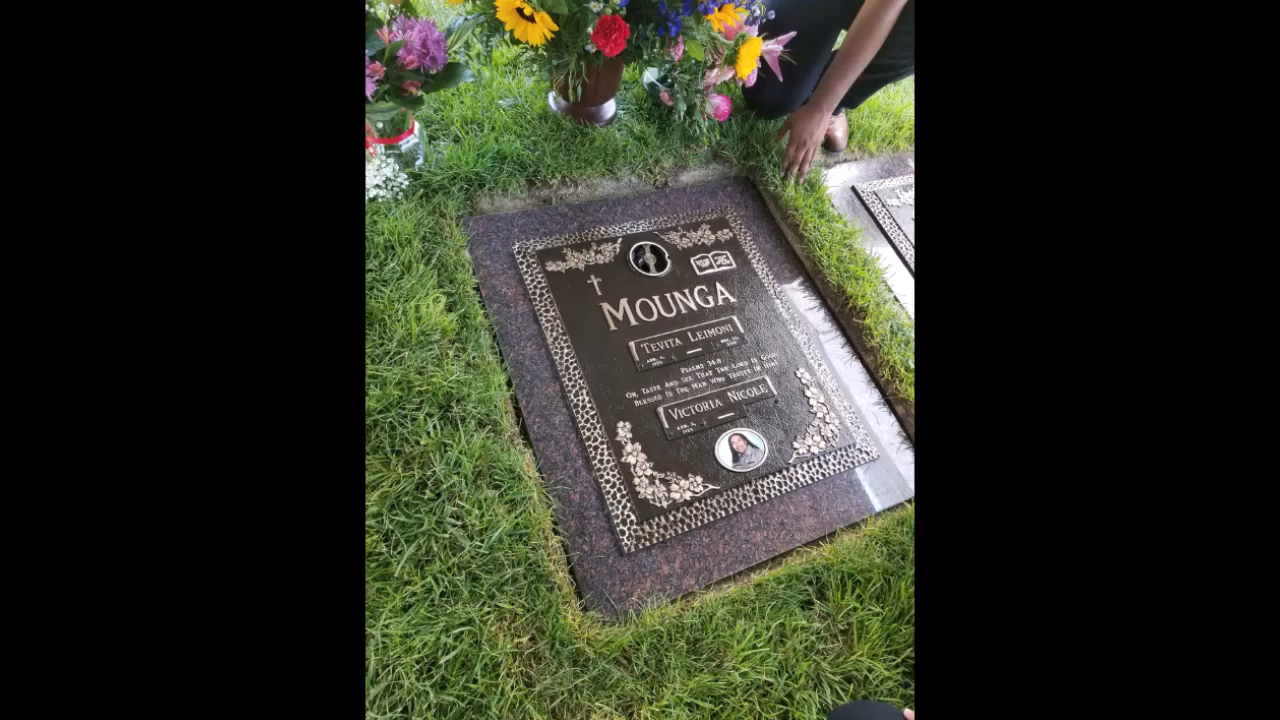 MOUNGA
TEVITA LEIMONI
PSALMS 34:8
OH, TASTE AND SEE THAT THE LORD IS GOOD
BLESSED IS THE MAN WHO TRUSTS IN HIM!
VICTORIA NICOLE